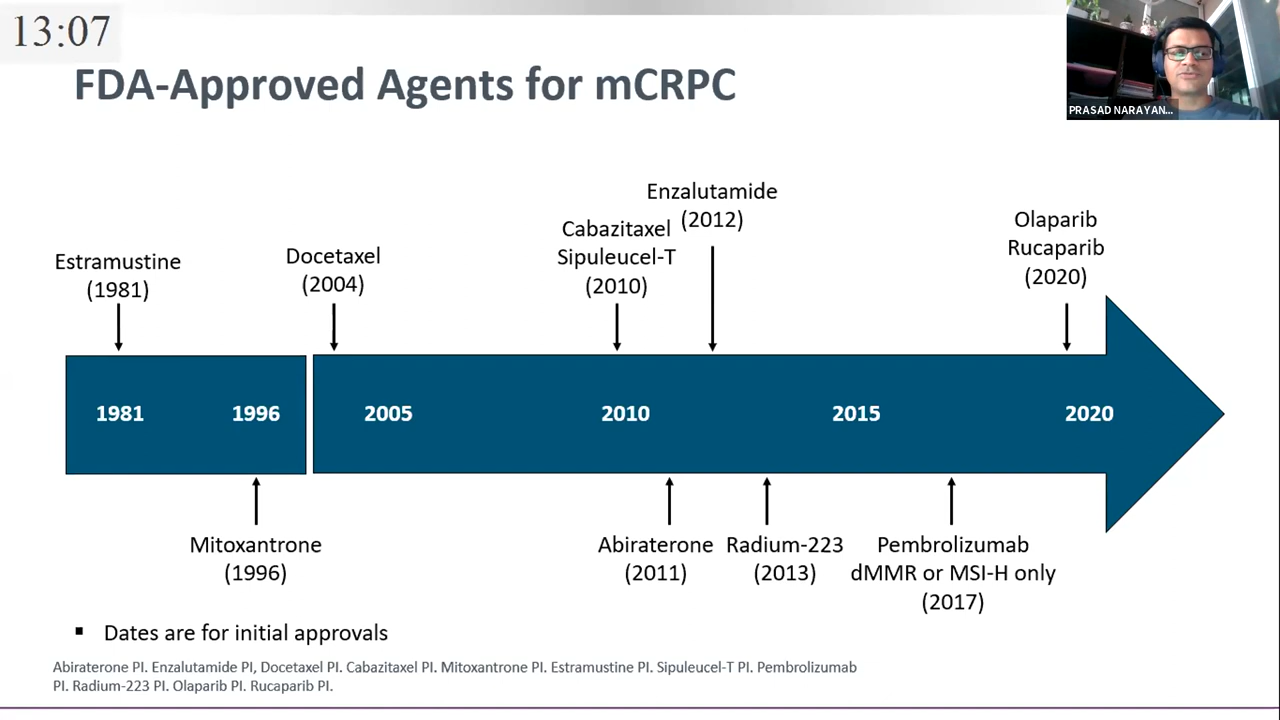 13:07
FDA-Approved Agents for mCRPC
PRASAD NARAYAN...
Enzalutamide
(2012)
Cabazitaxel
Sipuleucel-T
(2010)
Olaparib
Rucaparib
(2020)
Docetaxel
(2004)
Estramustine
(1981)
1981 1996 2005 2010 2015 2020
Mitoxantrone
(1996)
Abiraterone
(2011)
Radium-223
(2013)
Pembrolizumab
dMMR or MSI-H only
(2017)
▪ Dates are for initial approvals
Abiraterone PI. Enzalutamide PI, Docetaxel PI. Cabazitaxel PI. Mitoxantrone PI. Estramustine PI. Sipuleucel-T PI. Pembrolizumab
PI. Radium-223 PI. Olaparib PI. Rucaparib PI.